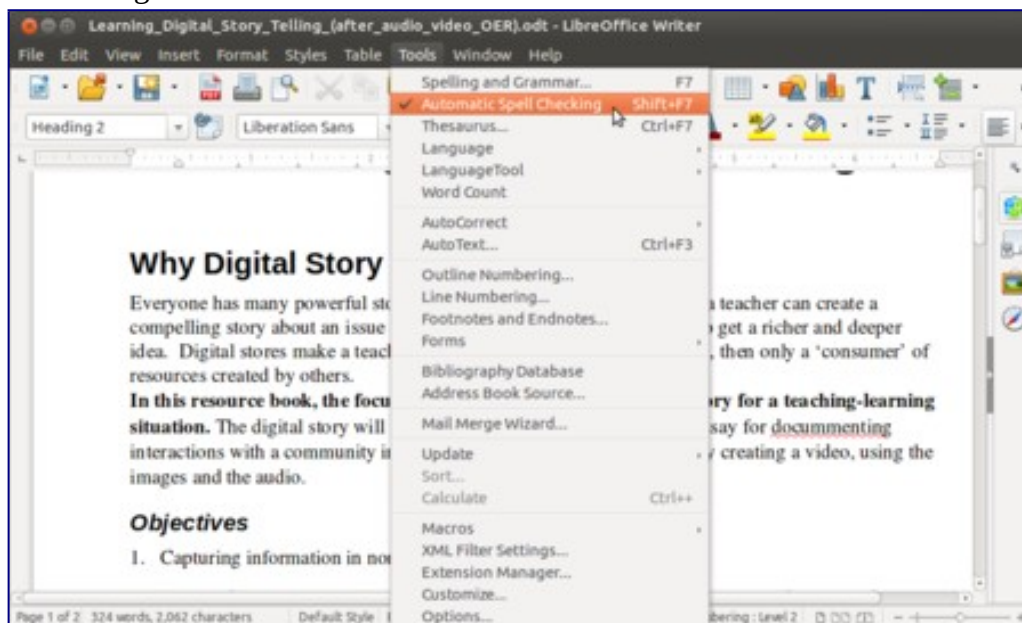 Learning_Digital_Story_Telling_(after_audio_video_OER).odt - LibreOffice Writer
File Edit View Insert Format Styles Table Tools Window Help
Heading 2 Liberation Sans
Spelling and Grammar... F7
Automatic Spell Checking Shift+F7
Thesaurus... Ctrl+F7
Language
LanguageTool
Word Count
AutoCorrect
AutoText... Ctrl+F3
Outline Numbering...
Line Numbering...
Footnotes and Endnotes...
Forms
Bibliography Database
Address Book Source...
Mail Merge Wizard...
Update
Sort...
Calculate Ctrl++
Macros
XML Filter Settings...
Extension Manager...
Customize...
Options...
Why Digital Story
Everyone has many powerful a teacher can create a
compelling story about an issue get a richer and deeper
idea. Digital stores make a , then only a ‘consumer’ of
resources created by others.
In this resource book, the for a teaching-learning
situation. The digital story will say for docummenting
interactions with a community creating a video, using the
images and the audio.
Objectives
1. Capturing information in
Page 1 of 2 324 words, 2,062 characters Default Style : Level 2